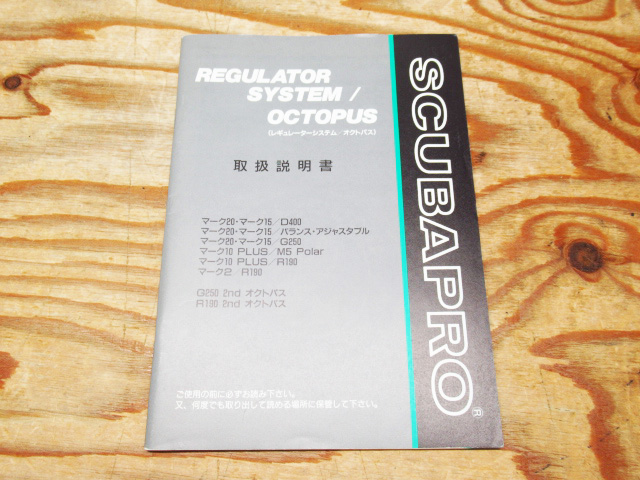 REGULATOR
SYSTEM /
OCTOPUS
(レギュレーターシステム/オクトパス)
取扱説明書
マーク20・マーク15/D400
マーク20・マーク15/バランス・アジャスタブル
マーク20・マーク15/G250
マーク10 PLUS/M5 Polar
マーク10 PLUS/R190
マーク2/R190
G250 2nd オクトパス
R190 2nd オクトパス
ご使用の前に必ずお読み下さい。
又、何度でも取り出して読める場所に保管して下さい。
SCUBAPRO®